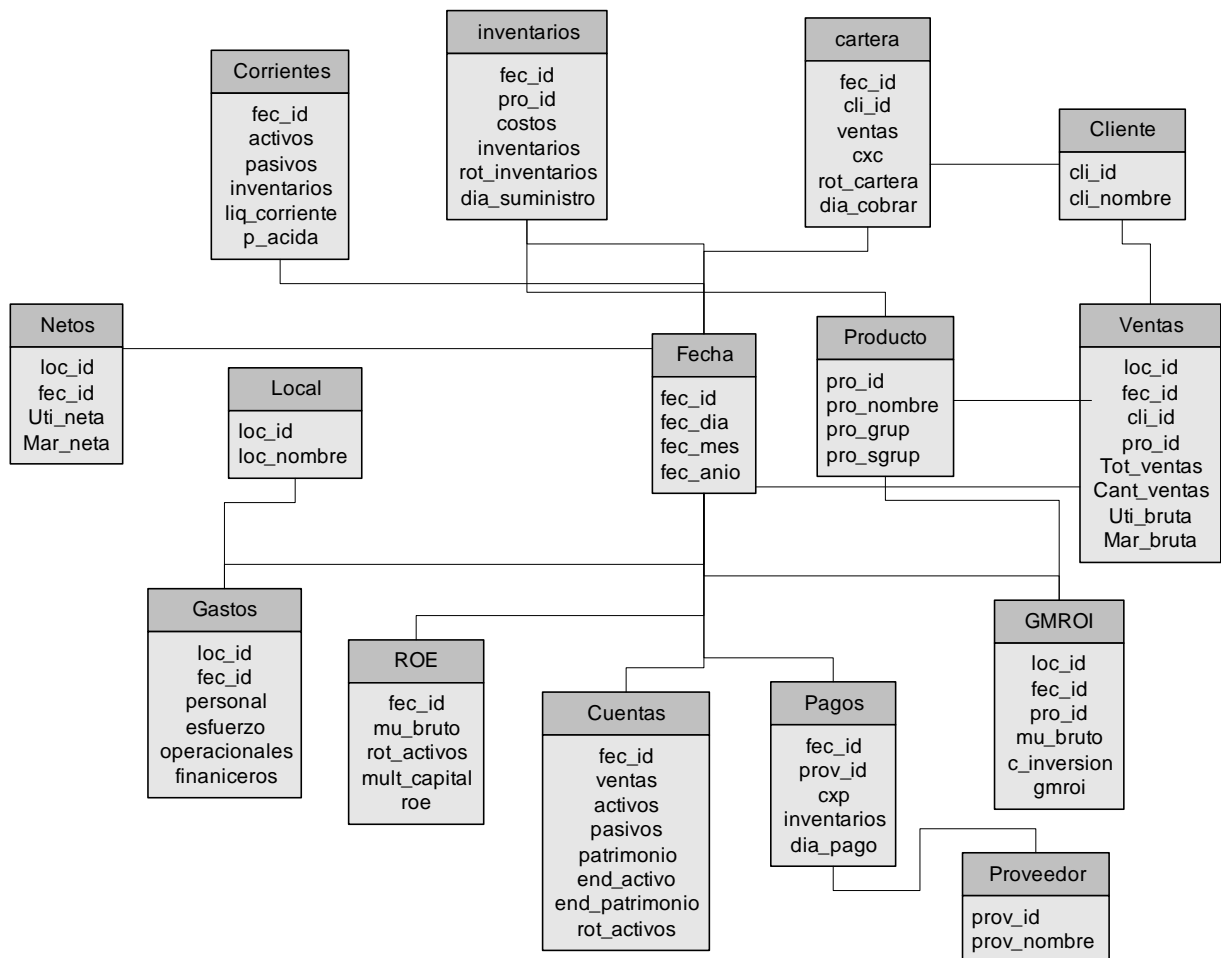 inventarios
fec_id
pro_id
costos
inventarios
rot_inventarios
dia_suministro
cartera
fec_id
cli_id
ventas
cxc
rot_cartera
dia_cobrar
Corrientes
fec_id
activos
pasivos
inventarios
liq_corriente
p_acida
Cliente
cli_id
cli_nombre
Netos
loc_id
fec_id
Uti_neta
Mar_neta
Local
loc_id
loc_nombre
Fecha
fec_id
fec_dia
fec_mes
fec_anio
Producto
pro_id
pro_nombre
pro_grup
pro_sgrup
Ventas
loc_id
fec_id
cli_id
pro_id
Tot_ventas
Cant_ventas
Uti_bruta
Mar_bruta
Gastos
loc_id
fec_id
personal
esfuerzo
operacionales
finaniceros
ROE
fec_id
mu_bruto
rot_activos
mult_capital
roe
Cuentas
fec_id
ventas
activos
pasivos
patrimonio
end_activo
end_patrimonio
rot_activos
Pagos
fec_id
prov_id
cxp
inventarios
dia_pago
GMROI
loc_id
fec_id
pro_id
mu_bruto
c_inversion
gmroi
Proveedor
prov_id
prov_nombre